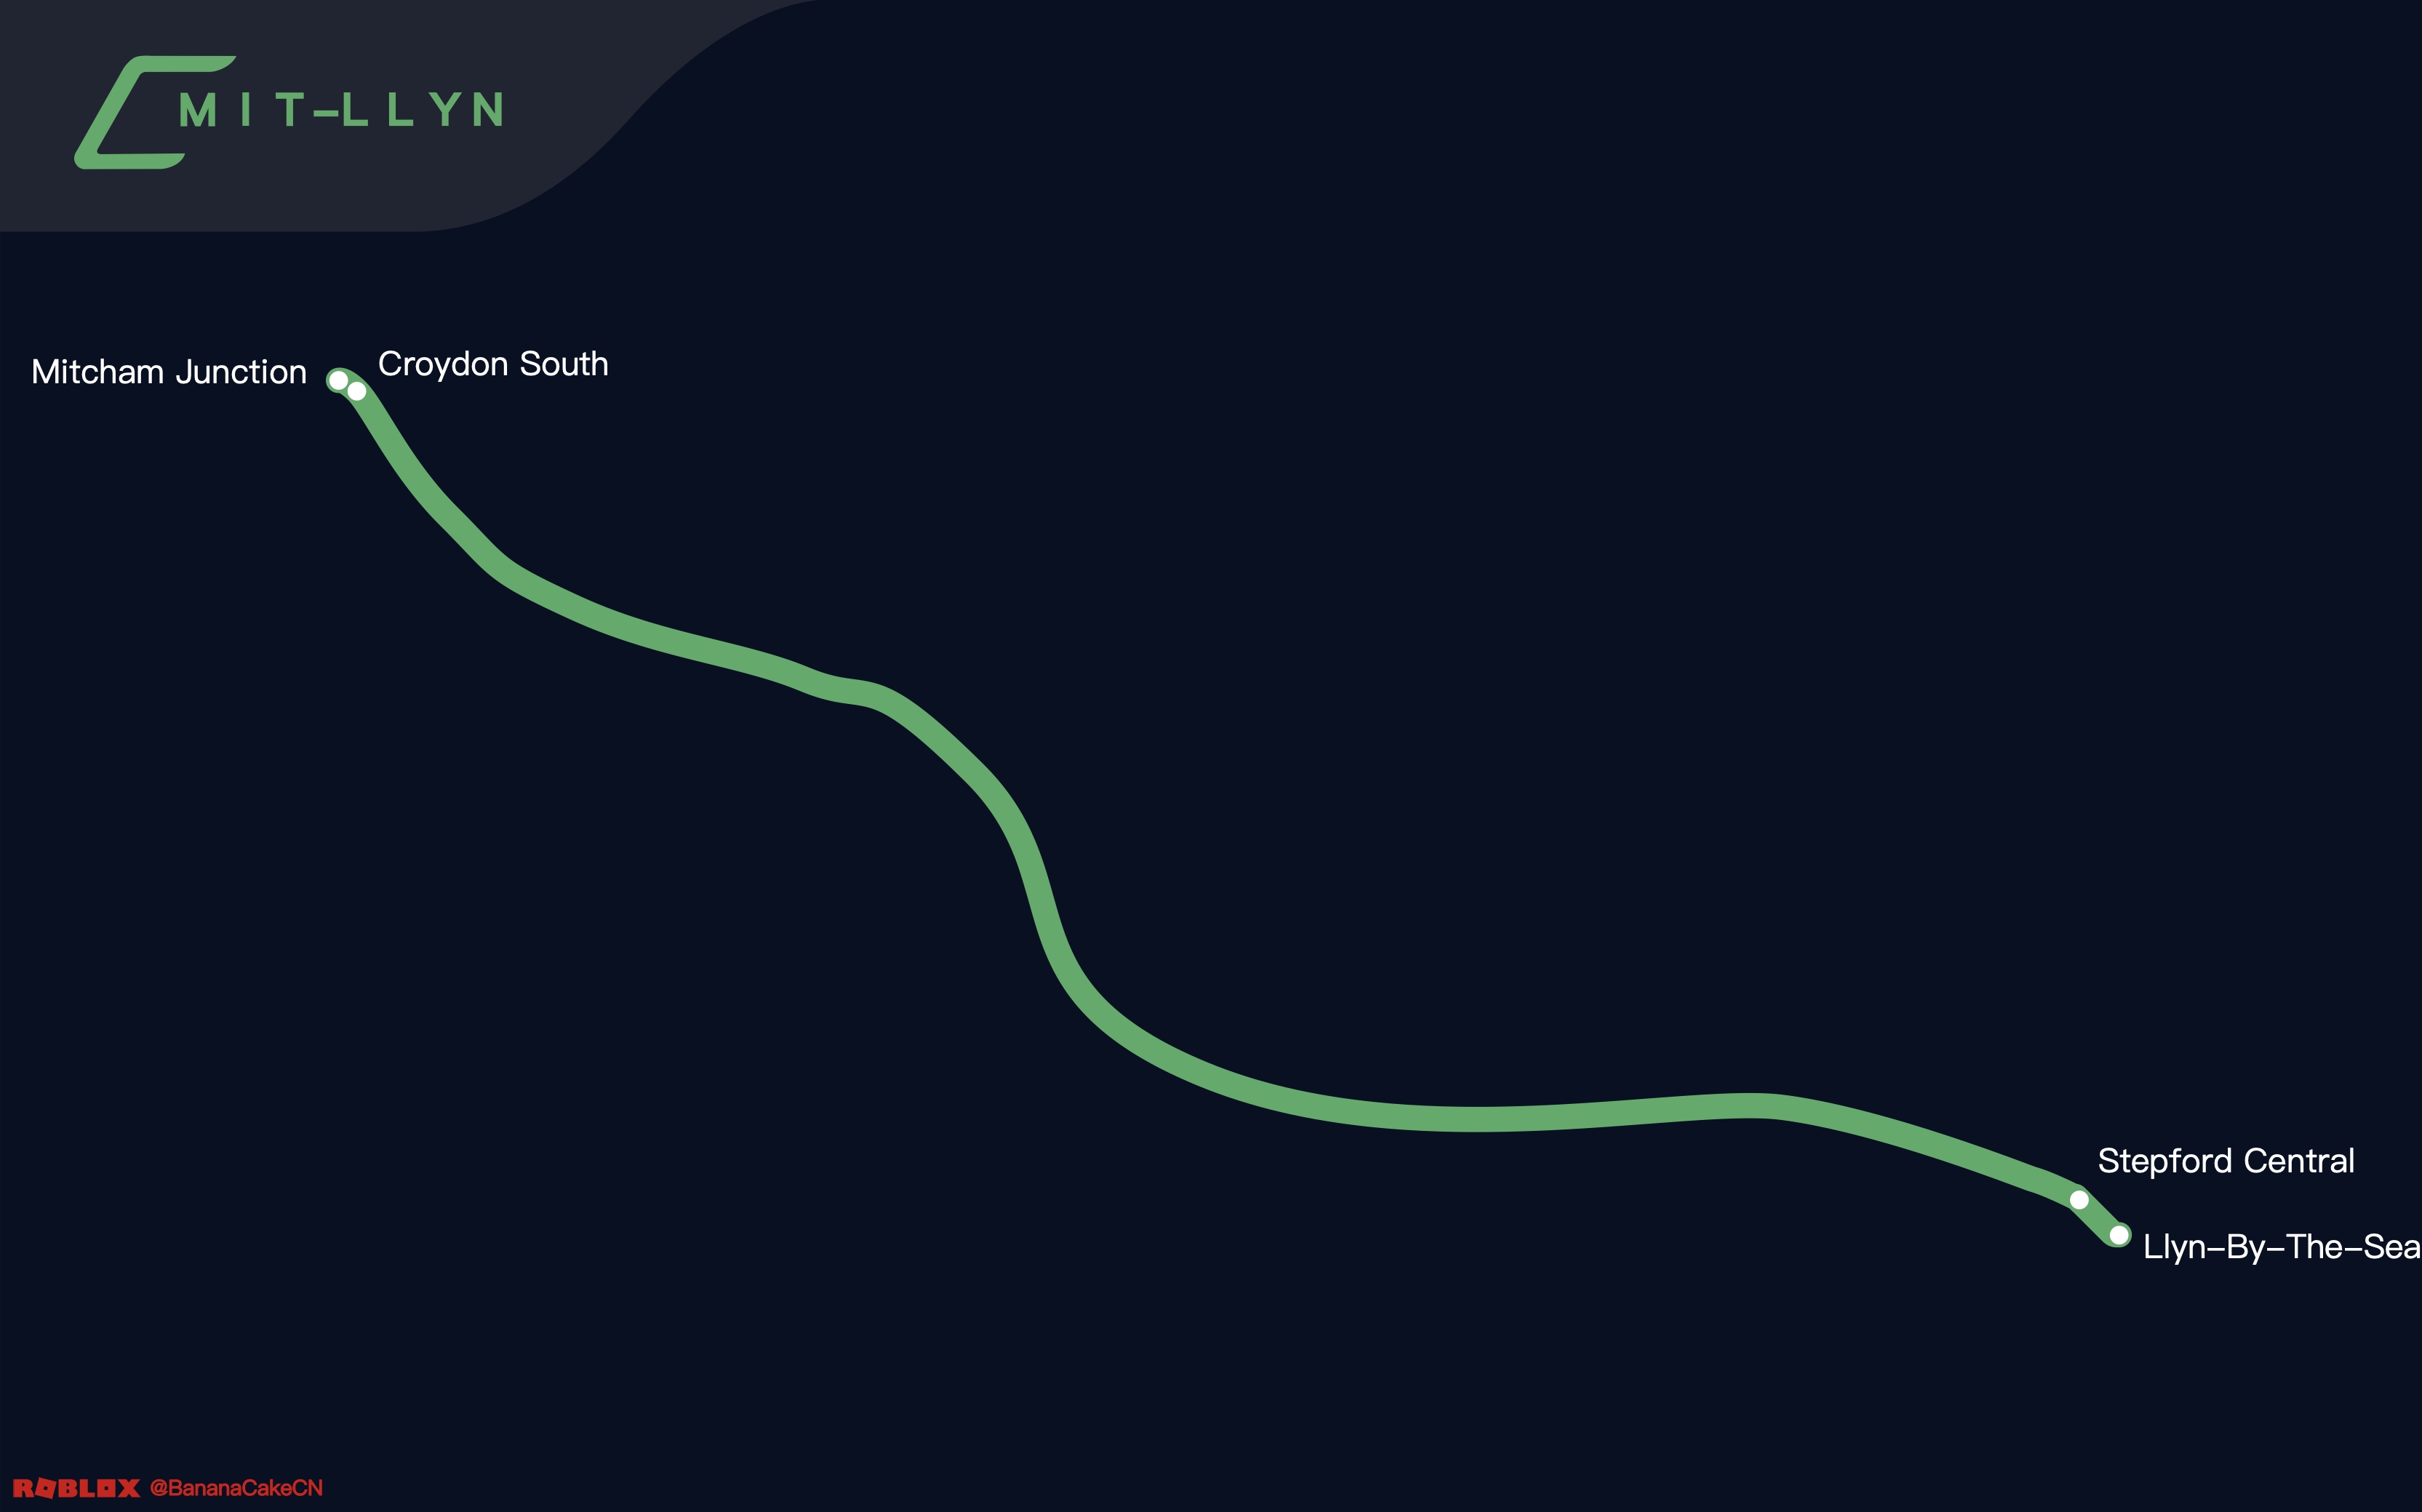 MIT-LLYN
Mitcham Junction
Croydon South
Stepford Central
Llyn-By-The-Sea
ROBLOX @BananaCakeCN